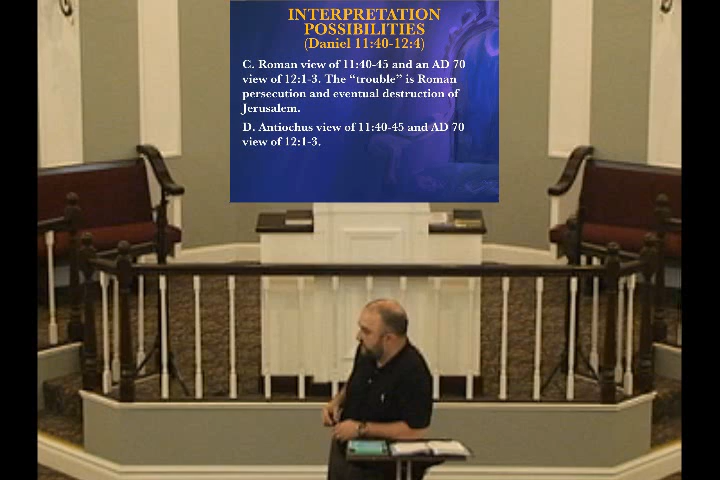 INTERPRETATION
POSSIBILITIES
(Daniel 11:40-12:4)
C. Roman view of 11:40-45 and an AD 70
view of 12:1-3. The “trouble” is Roman
persecution and eventual destruction of
Jerusalem.
D. Antiochus view of 11:40-45 and AD 70
view of 12:1-3.